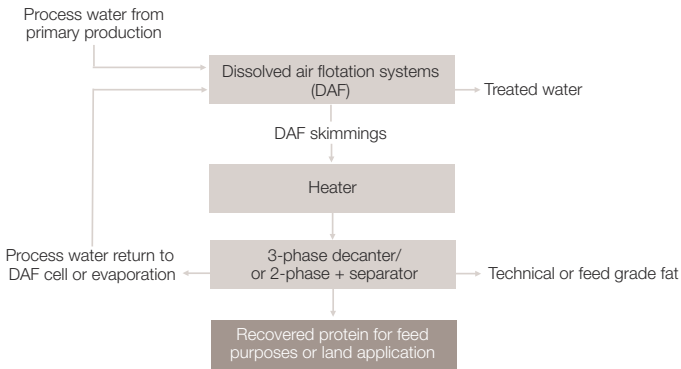 Process water from
primary production
Dissolved air flotation systems
(DAF)
Treated water
DAF skimmings
Heater
Process water return to
DAF cell or evaporation
3-phase decanter/
or 2-phase + separator
Technical or feed grade fat
Recovered protein for feed
purposes or land application